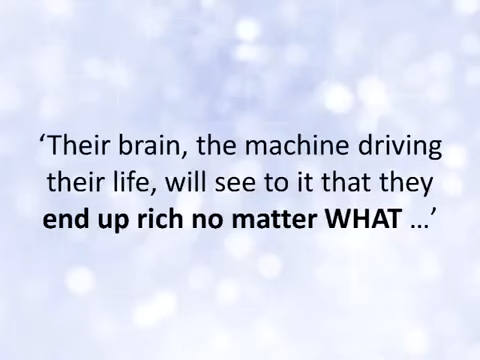 ‘Their brain, the machine driving
their life, will see to it that they
end up rich no matter WHAT …’